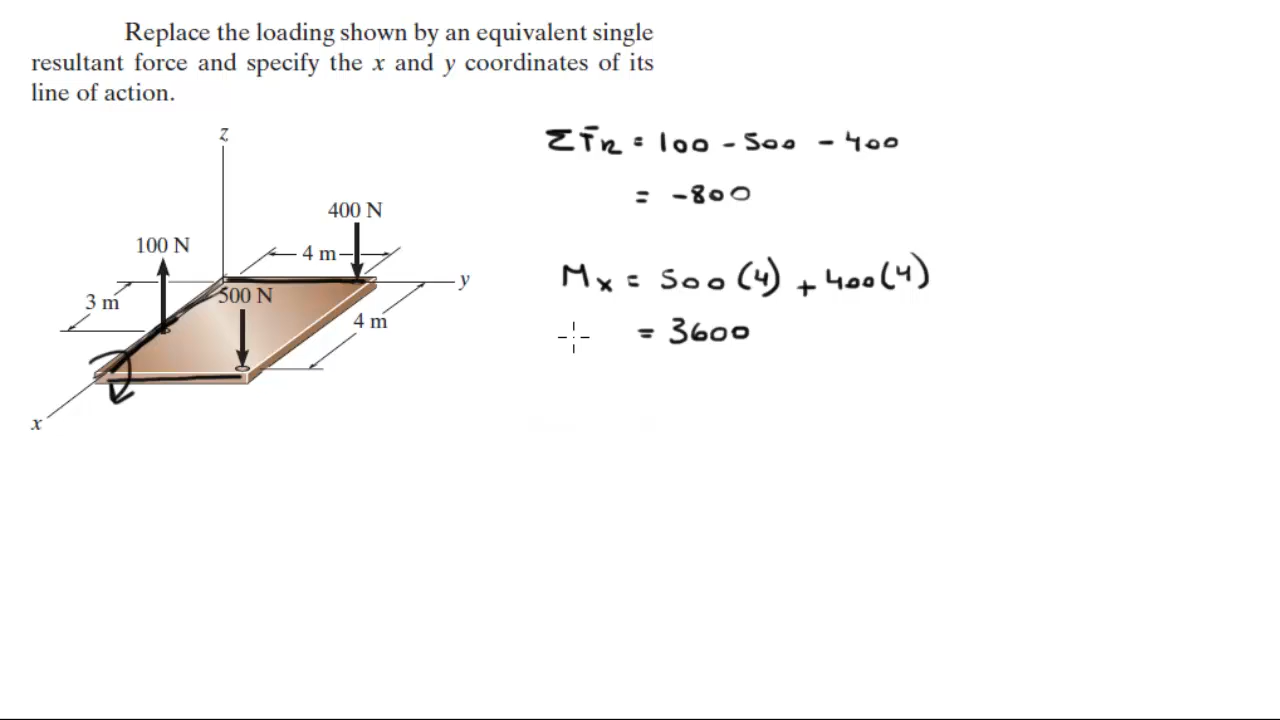 Replace the loading shown by an equivalent single
resultant force and specify the x and y coordinates of its
line of action.
z
400 N
100 N
4 m
y
500 N
3 m
4 m
x
ΣFR = 100 - 500 - 400
= -800
Mx = 500 (4) + 400(4)
= 3600